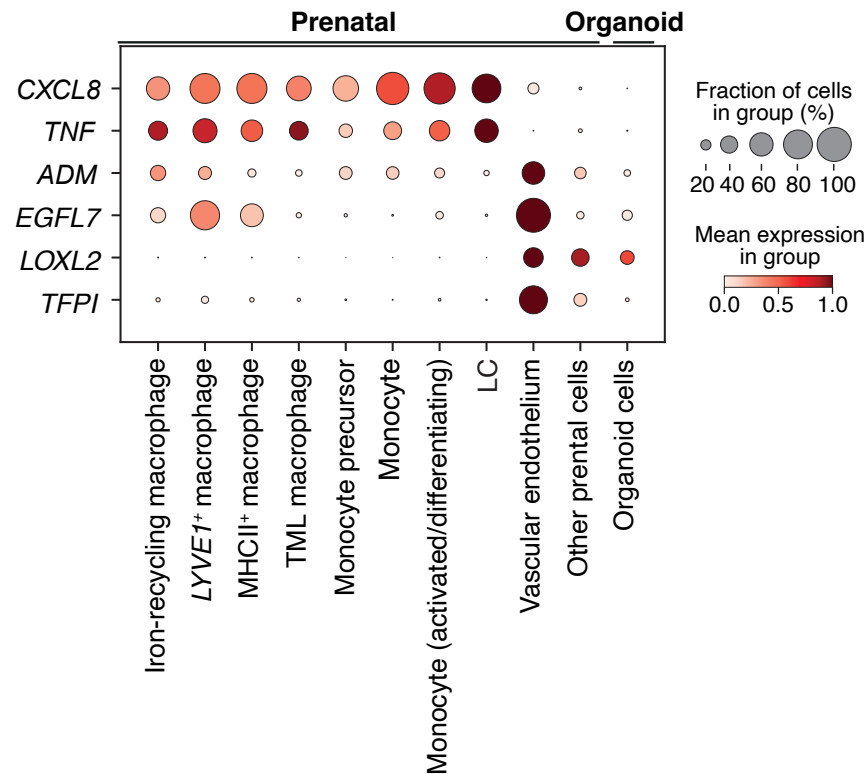 Prenatal Organoid
CXCL8
TNF
ADM
EGFL7
LOXL2
TFPI
Iron-recycling macrophage
LYVE1⁺ macrophage
MHCII⁺ macrophage
TML macrophage
Monocyte precursor
Monocyte
Monocyte (activated/differentiating)
LC
Vascular endothelium
Other prental cells
Organoid cells
Fraction of cells
in group (%)
20 40 60 80 100
Mean expression
in group
0.0 0.5 1.0